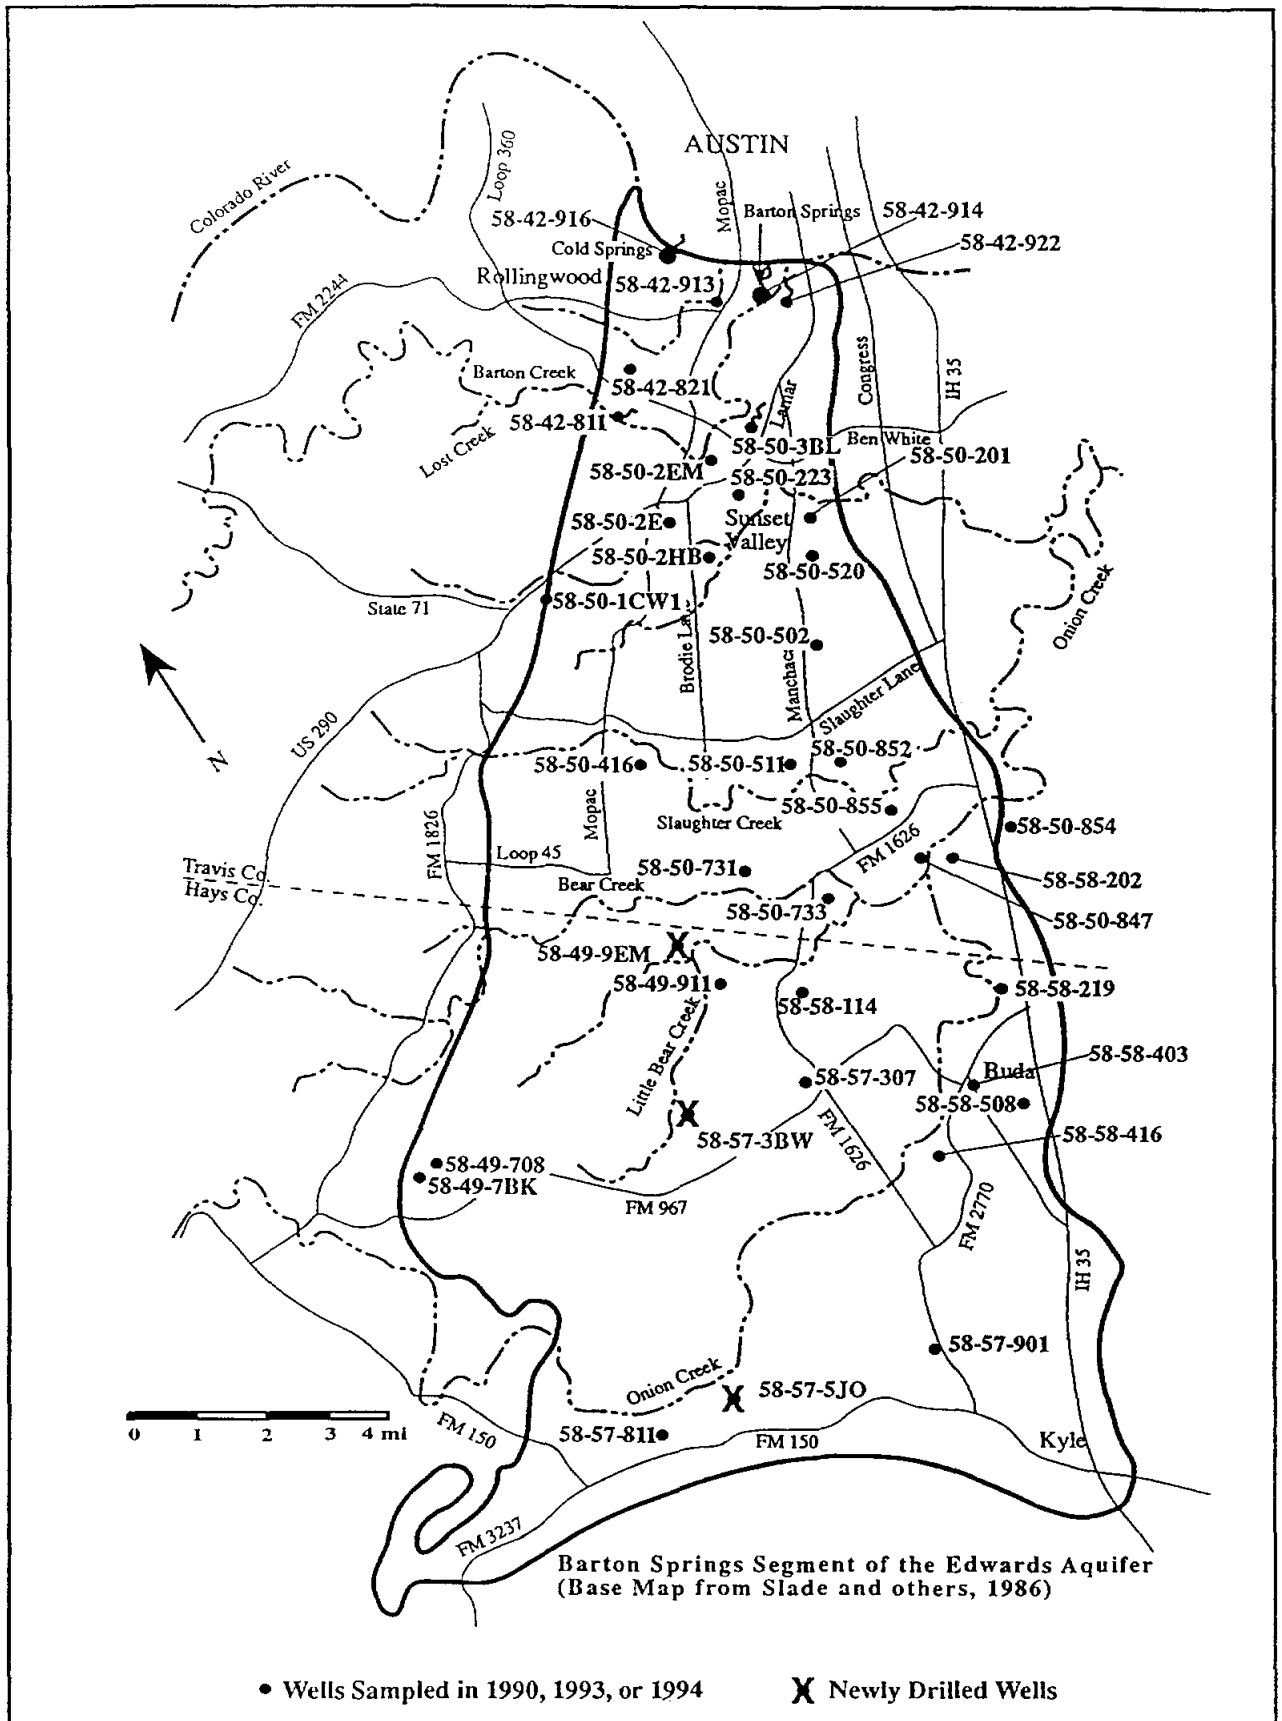 AUSTIN
Colorado River
Loop 360
Mopac
58-42-916
Barton Springs
58-42-914
Cold Springs
58-42-922
Rollingwood
58-42-913
FM 2244
Barton Creek
58-42-821
Lamar
Congress
IH 35
58-42-811
Lost Creek
58-50-3BL
Ben White
58-50-2EM
58-50-223
58-50-201
58-50-2E
Sunset
Valley
58-50-2HB
58-50-520
58-50-1CW1
State 71
Onion Creek
58-50-502
Brodie La
Manchac
Slaughter Lane
N
US 290
58-50-416
58-50-511
58-50-852
Mopac
58-50-855
Slaughter Creek
58-50-854
FM 1826
Loop 45
FM 1626
58-50-731
58-58-202
Travis Co.
Hays Co.
Bear Creek
58-50-733
58-50-847
58-49-9EM
58-49-911
58-58-219
58-58-114
Little Bear Creek
58-58-403
58-57-307
Buda
58-58-508
58-57-3BW
FM 1626
58-58-416
58-49-708
58-49-7BK
FM 967
FM 2770
IH 35
58-57-901
Onion Creek
58-57-5JO
0 1 2 3 4 mi
FM 150
58-57-811
FM 150
Kyle
FM 3237
Barton Springs Segment of the Edwards Aquifer
(Base Map from Slade and others, 1986)
Wells Sampled in 1990, 1993, or 1994
Newly Drilled Wells